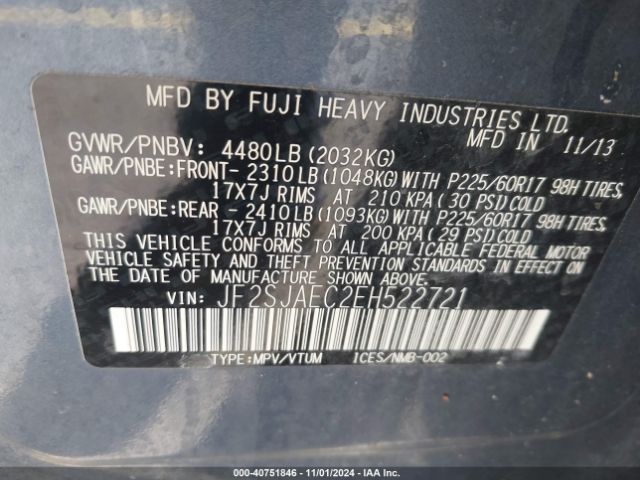 MFD BY FUJI HEAVY INDUSTRIES LTD.
MFD IN 11/13
GVWR/PNBV: 4480LB(2032KG)
GAWR/PNBE:FRONT- 2310LB(1048KG)WITH P225/60R17 98H TIRES,
17X7J RIMS AT 210 KPA (30 PSI)COLD
GAWR/PNBE:REAR - 2410LB(1093KG)WITH P225/60R17 98H TIRES,
17X7J RIMS AT 200 KPA (29 PSI)COLD
THIS VEHICLE CONFORMS TO ALL APPLICABLE FEDERAL MOTOR
VEHICLE SAFETY AND THEFT PREVENTION STANDARDS IN EFFECT ON
THE DATE OF MANUFACTURE SHOWN ABOVE.
VIN: JF2SJAEC2EH522721
TYPE:MPV/VTUM 1CES/NMB-002
000-40751846 - 11/01/2024 - IAAI.COM